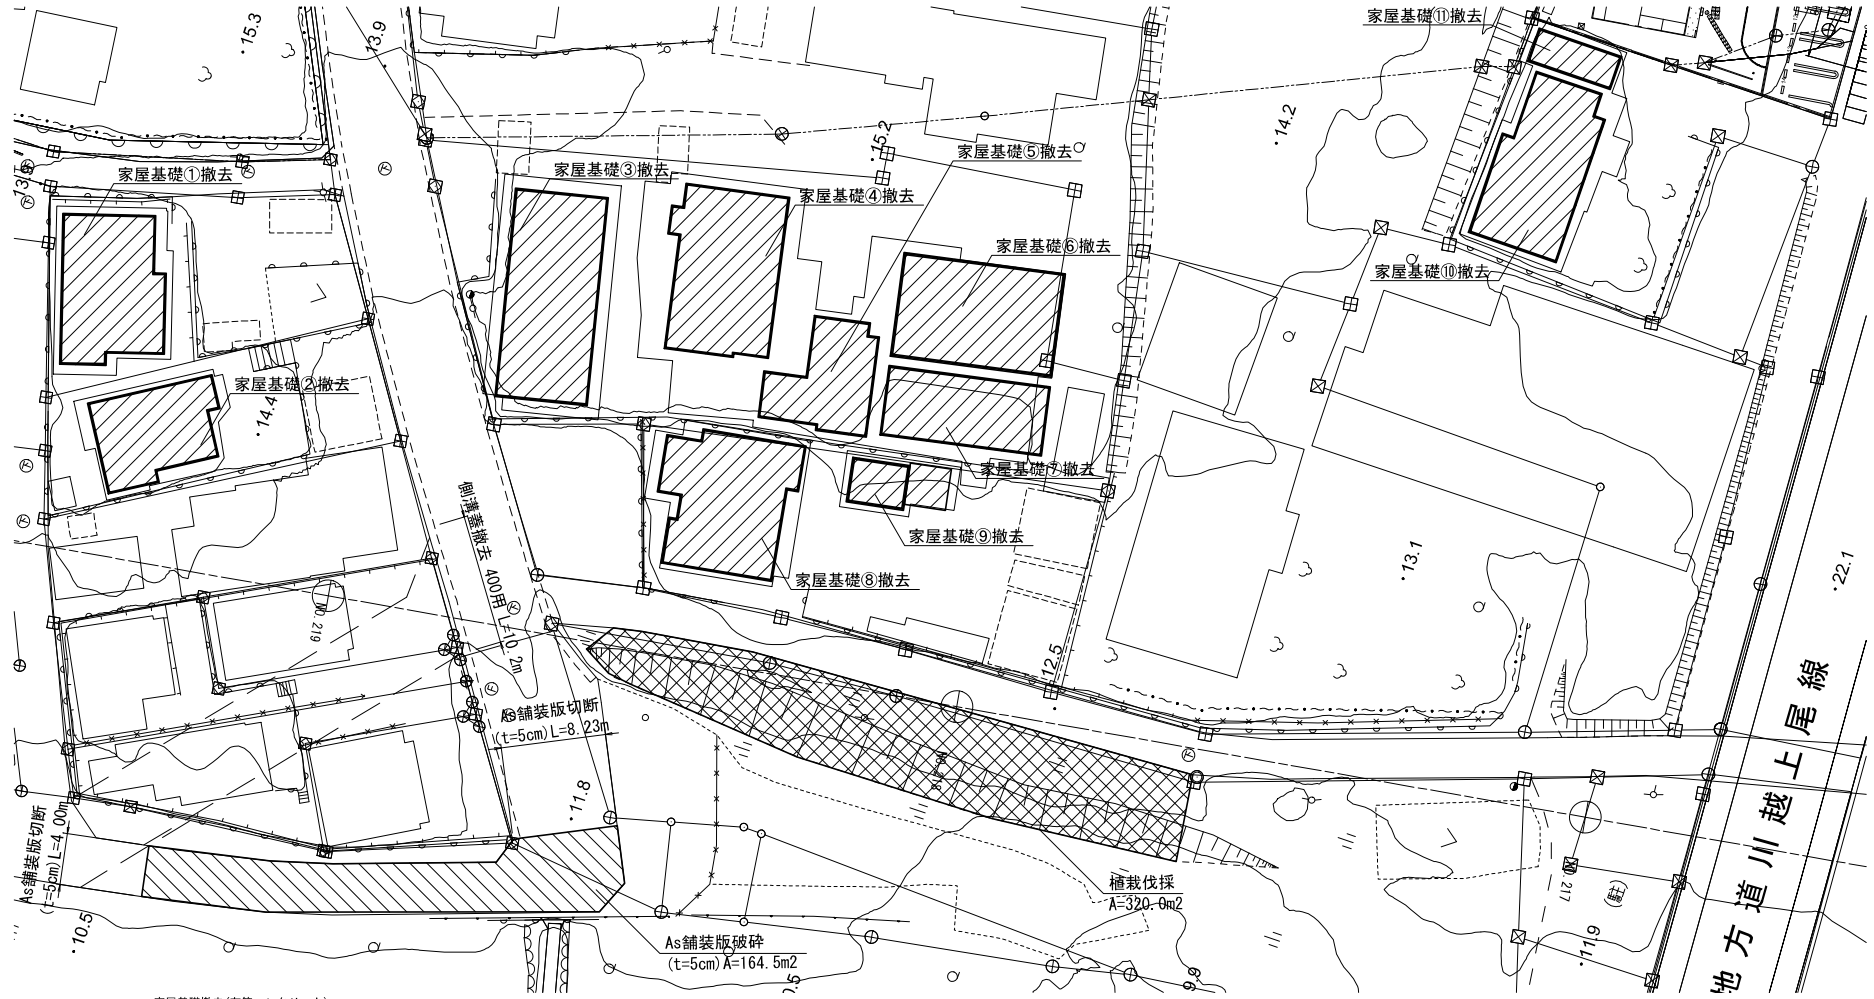 15.3
13.9
家屋基礎⑪撤去
15.2
14.2
家屋基礎⑤撤去
家屋基礎①撤去
家屋基礎③撤去
家屋基礎④撤去
家屋基礎⑥撤去
家屋基礎⑩撤去
家屋基礎②撤去
14.4
家屋基礎⑦撤去
側溝蓋撤去 400用 L=10.2m
家屋基礎⑨撤去
家屋基礎⑧撤去
13.1
22.1
NO.219
12.5
As舗装版切断
(t=5cm)L=8.23m
11.8
As舗装版切断
(t=5cm)L=4.00m
植栽伐採
A=320.0m2
NO.217
10.5
As舗装版破砕
(t=5cm)A=164.5m2
11.9
9.9
地方道川越上尾線